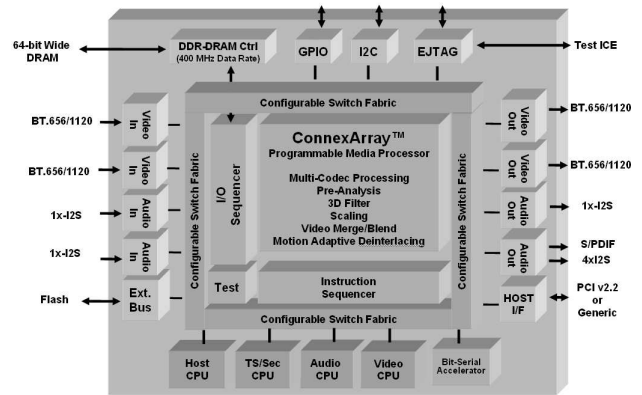 64-bit Wide
DRAM
DDR-DRAM Ctrl
(400 MHz Data Rate)
GPIO
I2C
EJTAG
Test ICE
Configurable Switch Fabric
BT.656/1120
Video
In
BT.656/1120
Video
In
1x-I2S
Audio
In
1x-I2S
Audio
In
Flash
Ext.
Bus
Configurable Switch Fabric
I/O
Sequencer
ConnexArray™
Programmable Media Processor
Multi-Codec Processing
Pre-Analysis
3D Filter
Scaling
Video Merge/Blend
Motion Adaptive Deinterlacing
Test
Instruction
Sequencer
Configurable Switch Fabric
Configurable Switch Fabric
Video
Out
BT.656/1120
Video
Out
BT.656/1120
Audio
Out
1x-I2S
Audio
Out
S/PDIF
4xI2S
HOST
I/F
PCI v2.2
or
Generic
Host
CPU
TS/Sec
CPU
Audio
CPU
Video
CPU
Bit-Serial
Accelerator